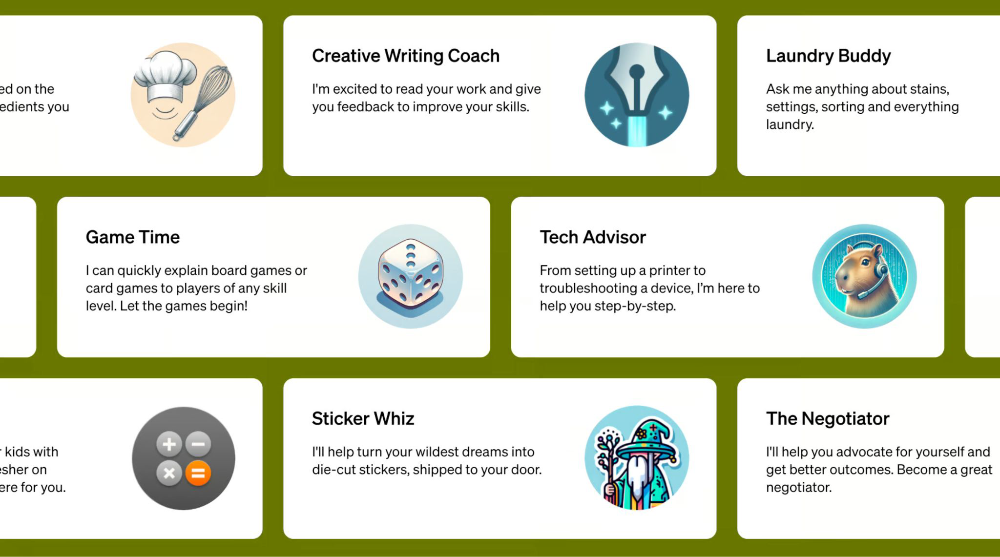 ed on the
edients you
Creative Writing Coach
I'm excited to read your work and give
you feedback to improve your skills.
Laundry Buddy
Ask me anything about stains,
settings, sorting and everything
laundry.
Game Time
I can quickly explain board games or
card games to players of any skill
level. Let the games begin!
Tech Advisor
From setting up a printer to
troubleshooting a device, I’m here to
help you step-by-step.
r kids with
esher on
ere for you.
Sticker Whiz
I'll help turn your wildest dreams into
die-cut stickers, shipped to your door.
The Negotiator
I'll help you advocate for yourself and
get better outcomes. Become a great
negotiator.